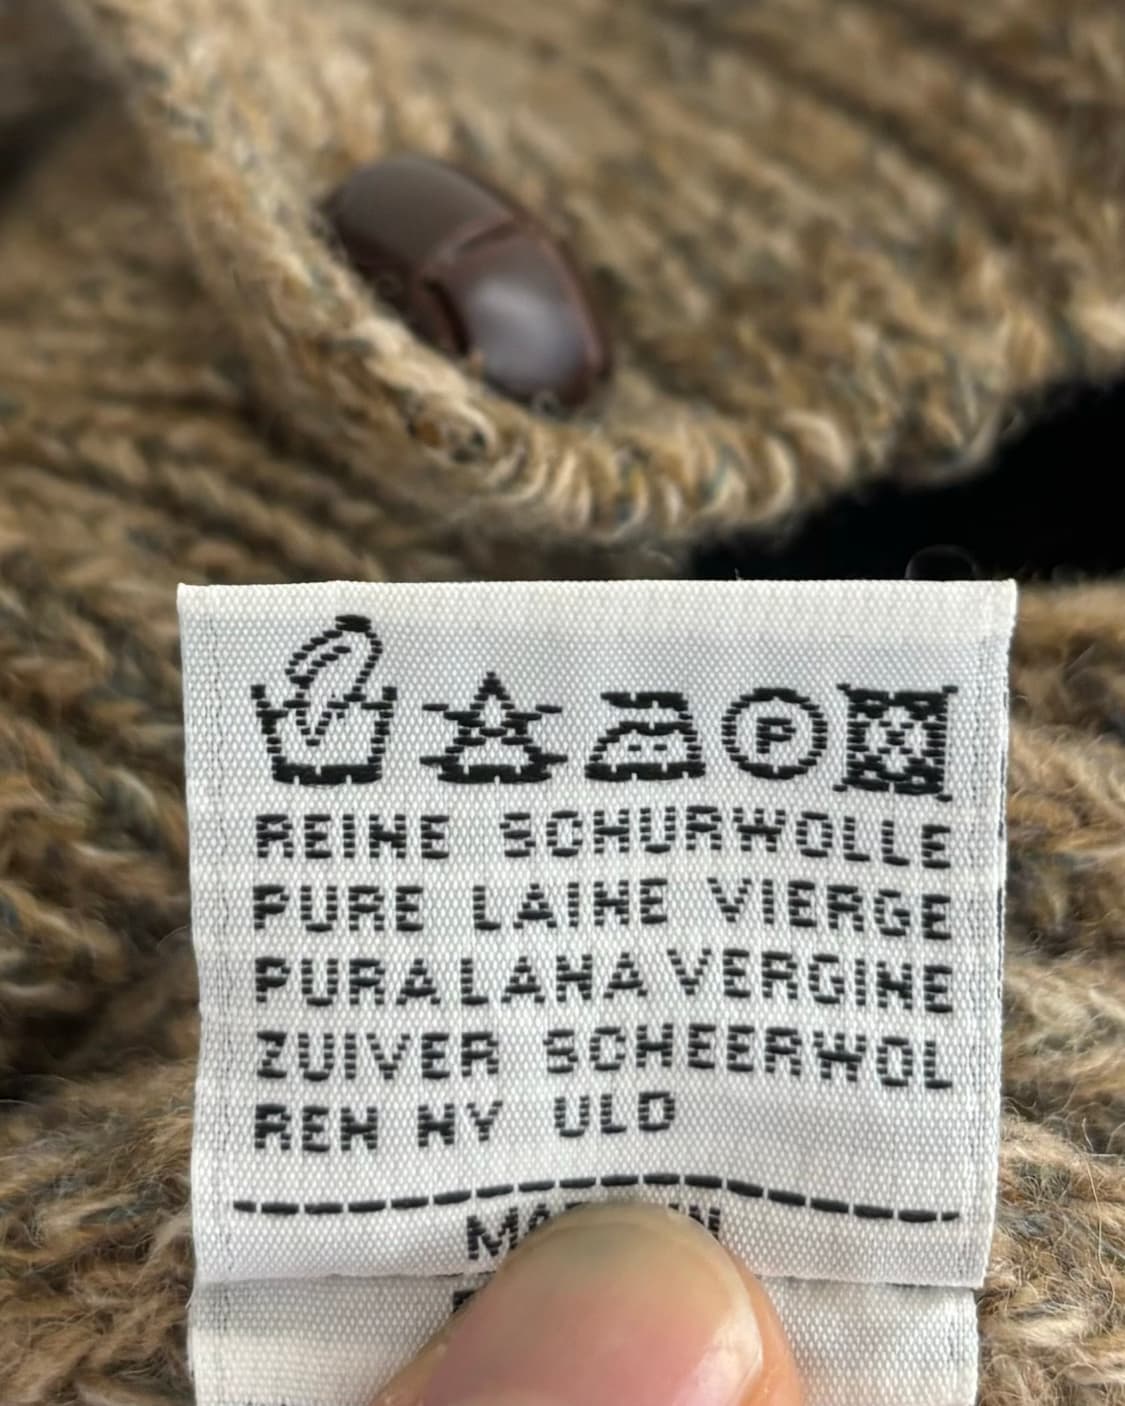 P
REINE SCHURWOLLE
PURE LAINE VIERGE
PURA LANA VERGINE
ZUIVER SCHEERWOL
REN NY ULD